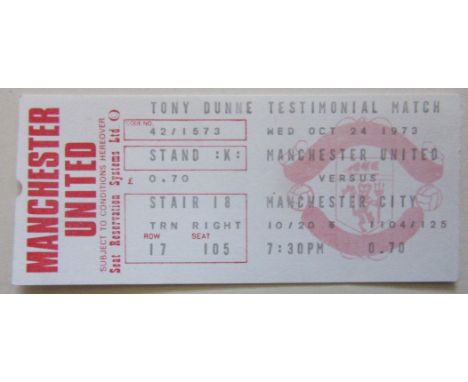 MANCHESTER
UNITED
SUBJECT TO CONDITIONS HEREOVER
Seat Reservation Systems Ltd
TONY DUNNE TESTIMONIAL MATCH
CODE NO.
42/1573
WED OCT 24 1973
STAND :K:
MANCHESTER UNITED
£ 0.70
VERSUS
STAIR 18
MANCHESTER CITY
TRN RIGHT
ROW SEAT
17 105
7:30PM 0.70